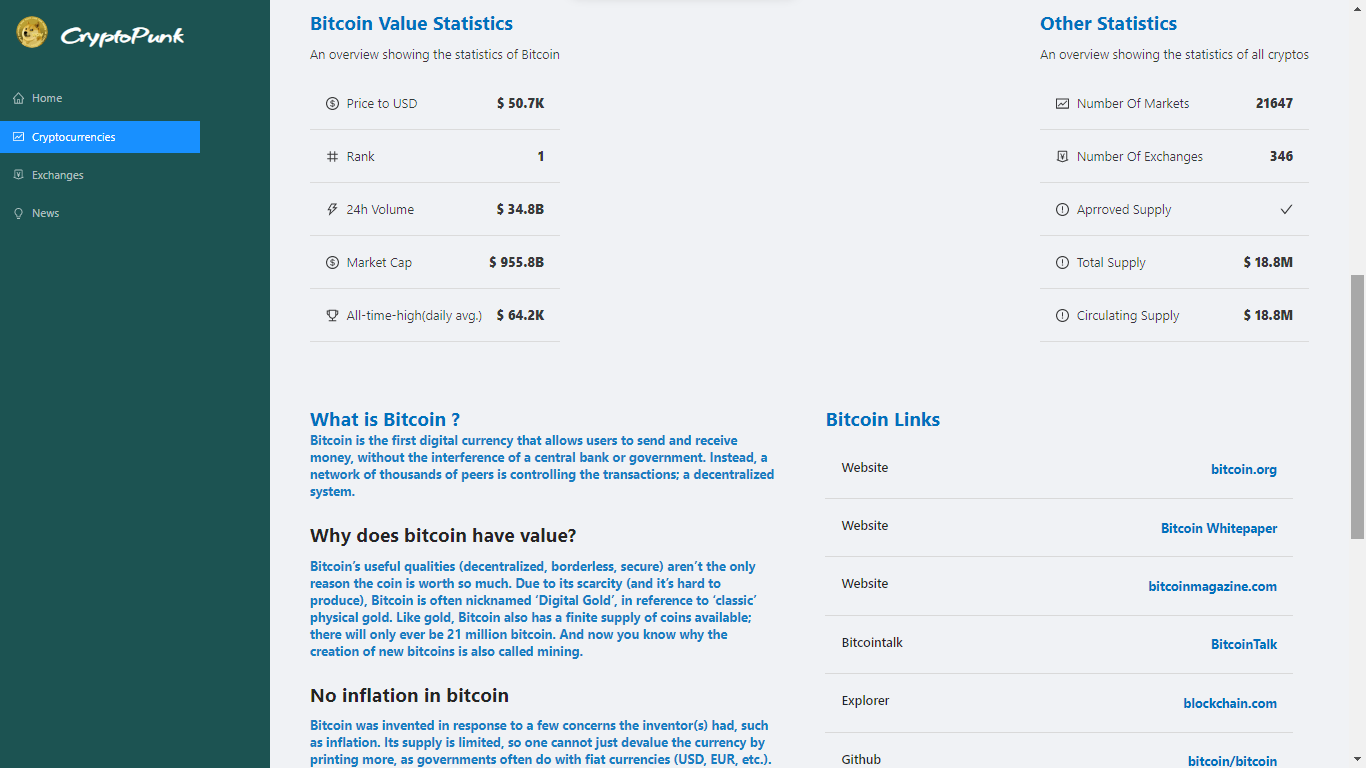 CryptoPunk
Home
Cryptocurrencies
Exchanges
News
Bitcoin Value Statistics
An overview showing the statistics of Bitcoin
Price to USD $ 50.7K
Rank 1
24h Volume $ 34.8B
Market Cap $ 955.8B
All-time-high(daily avg.) $ 64.2K
Other Statistics
An overview showing the statistics of all cryptos
Number Of Markets 21647
Number Of Exchanges 346
Aprroved Supply
Total Supply $ 18.8M
Circulating Supply $ 18.8M
What is Bitcoin ?
Bitcoin is the first digital currency that allows users to send and receive
money, without the interference of a central bank or government. Instead, a
network of thousands of peers is controlling the transactions; a decentralized
system.
Why does bitcoin have value?
Bitcoin’s useful qualities (decentralized, borderless, secure) aren’t the only
reason the coin is worth so much. Due to its scarcity (and it’s hard to
produce), Bitcoin is often nicknamed ‘Digital Gold’, in reference to ‘classic’
physical gold. Like gold, Bitcoin also has a finite supply of coins available;
there will only ever be 21 million bitcoin. And now you know why the
creation of new bitcoins is also called mining.
No inflation in bitcoin
Bitcoin was invented in response to a few concerns the inventor(s) had, such
as inflation. Its supply is limited, so one cannot just devalue the currency by
printing more, as governments often do with fiat currencies (USD, EUR, etc.).
Bitcoin Links
Website bitcoin.org
Website Bitcoin Whitepaper
Website bitcoinmagazine.com
Bitcointalk BitcoinTalk
Explorer blockchain.com
Github bitcoin/bitcoin